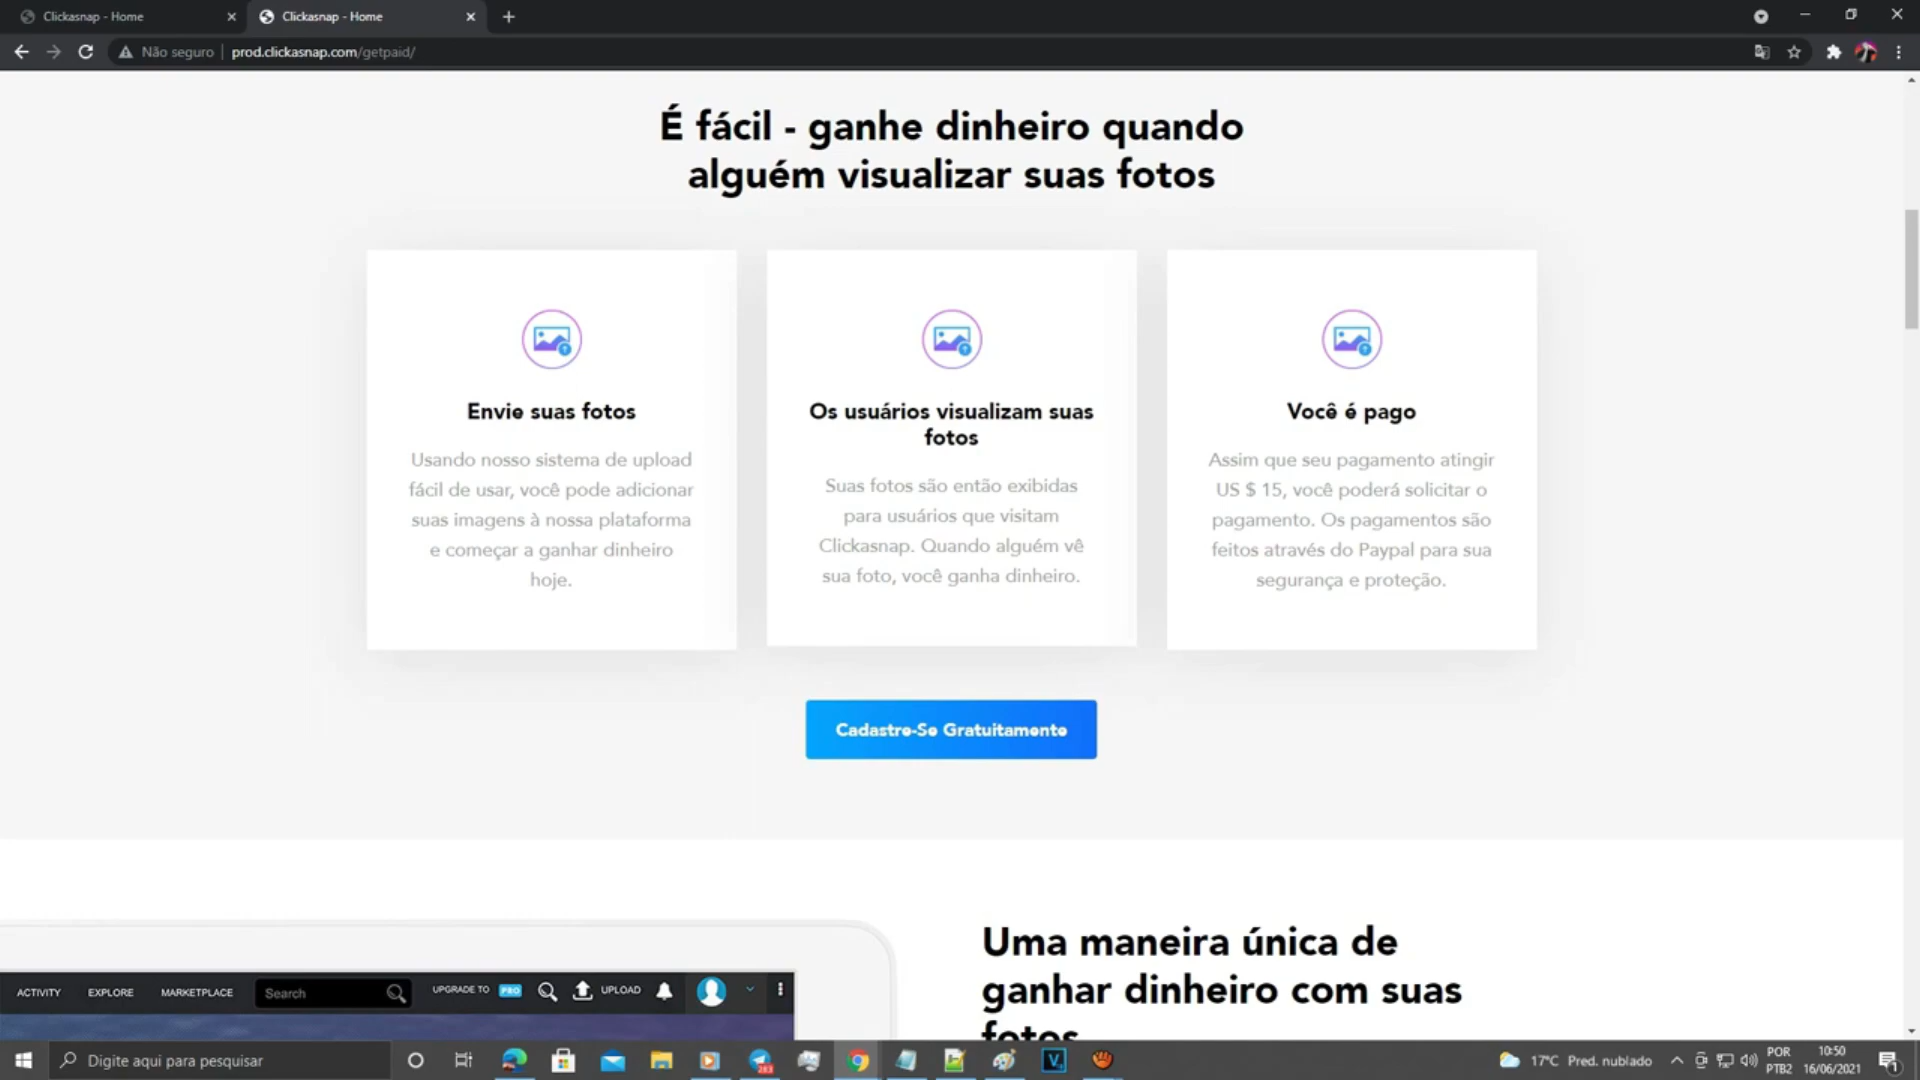 Clickasnap - Home
Clickasnap - Home
Não seguro
prod.clickasnap.com/getpaid/
É fácil - ganhe dinheiro quando
alguém visualizar suas fotos
Envie suas fotos
Usando nosso sistema de upload
fácil de usar, você pode adicionar
suas imagens à nossa plataforma
e começar a ganhar dinheiro
hoje.
Os usuários visualizam suas
fotos
Suas fotos são então exibidas
para usuários que visitam
Clickasnap. Quando alguém vê
sua foto, você ganha dinheiro.
Você é pago
Assim que seu pagamento atingir
US $ 15, você poderá solicitar o
pagamento. Os pagamentos são
feitos através do Paypal para sua
segurança e proteção.
Cadastre-Se Gratuitamente
Uma maneira única de
ganhar dinheiro com suas
fotos
ACTIVITY
EXPLORE
MARKETPLACE
Search
UPGRADE TO PRO
UPLOAD
Digite aqui para pesquisar
283
V
17°C Pred. nublado
POR
PTB2
10:50
16/06/2021
1